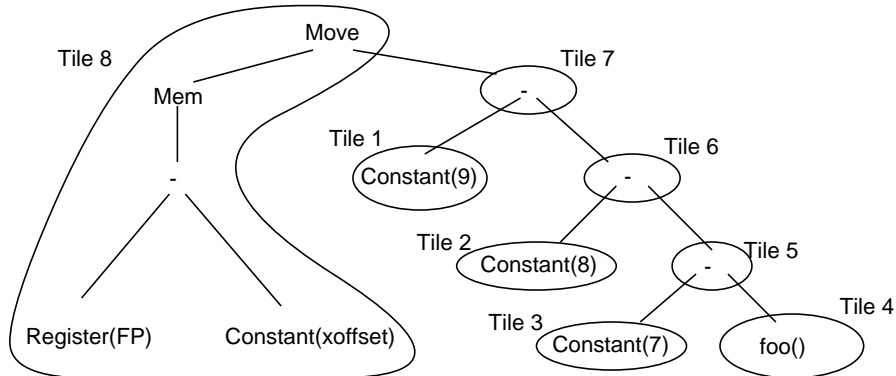 Move
Tile 8
Tile 7
Mem
-
Tile 1
Tile 6
Constant(9)
-
-
Tile 2
Tile 5
Constant(8)
-
Tile 4
Tile 3
Register(FP)
Constant(xoffset)
Constant(7)
foo()